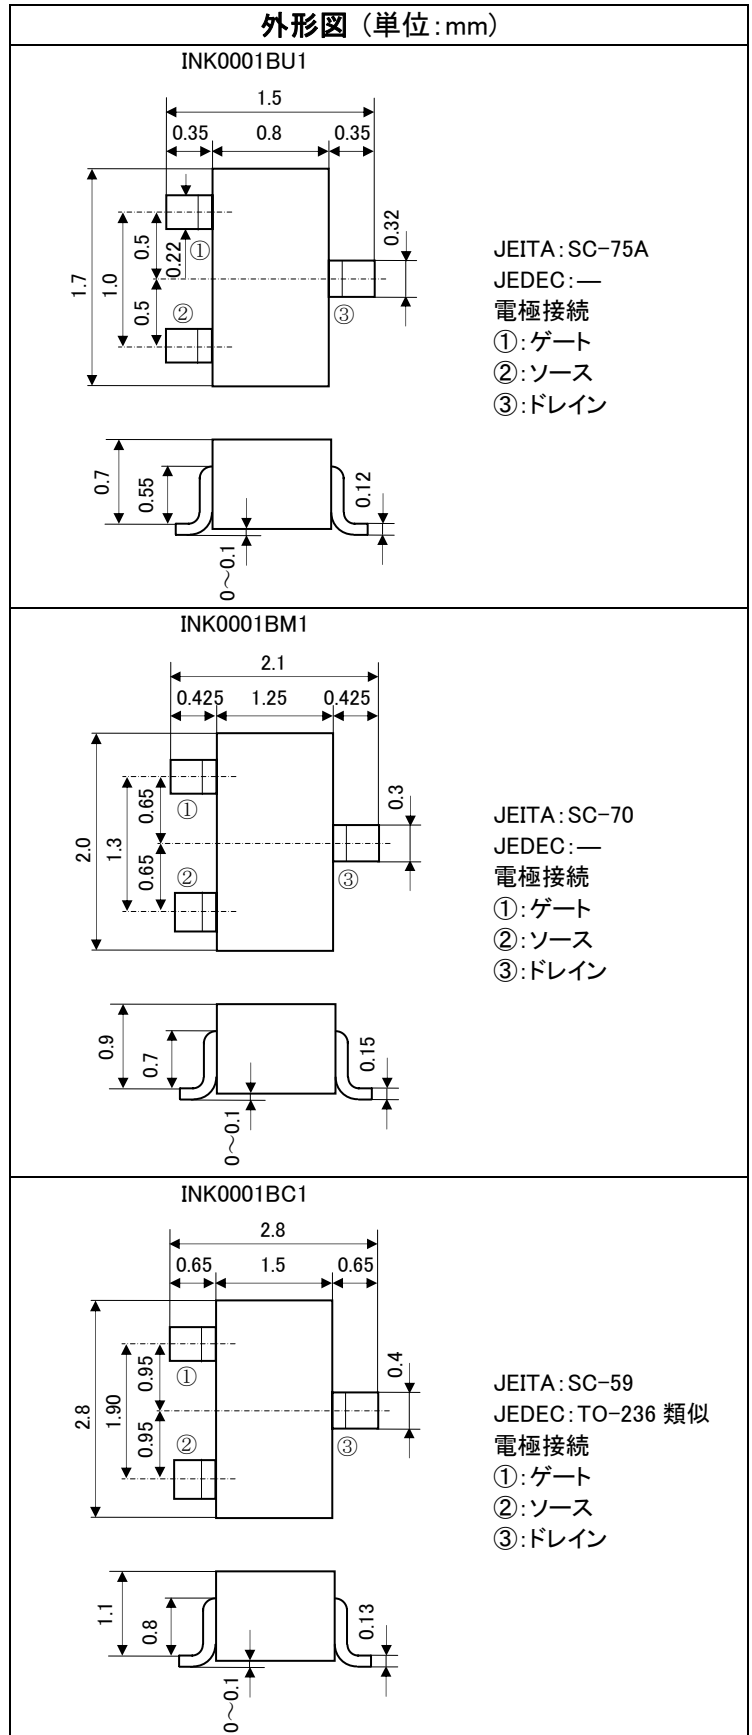 外形図 (単位:mm)
INK0001BU1
1.5
0.35 0.8 0.35
1.7
1.0
0.5
0.5
0.22
①
②
③
0.32
JEITA:SC-75A
JEDEC:—
電極接続
①:ゲート
②:ソース
③:ドレイン
0.7
0.55
0~0.1
0.12
INK0001BM1
2.1
0.425 1.25 0.425
2.0
1.3
0.65
0.65
①
②
③
0.3
JEITA:SC-70
JEDEC:—
電極接続
①:ゲート
②:ソース
③:ドレイン
0.9
0.7
0~0.1
0.15
INK0001BC1
2.8
0.65 1.5 0.65
2.8
1.90
0.95
0.95
①
②
③
0.4
JEITA:SC-59
JEDEC:TO-236 類似
電極接続
①:ゲート
②:ソース
③:ドレイン
1.1
0.8
0~0.1
0.13